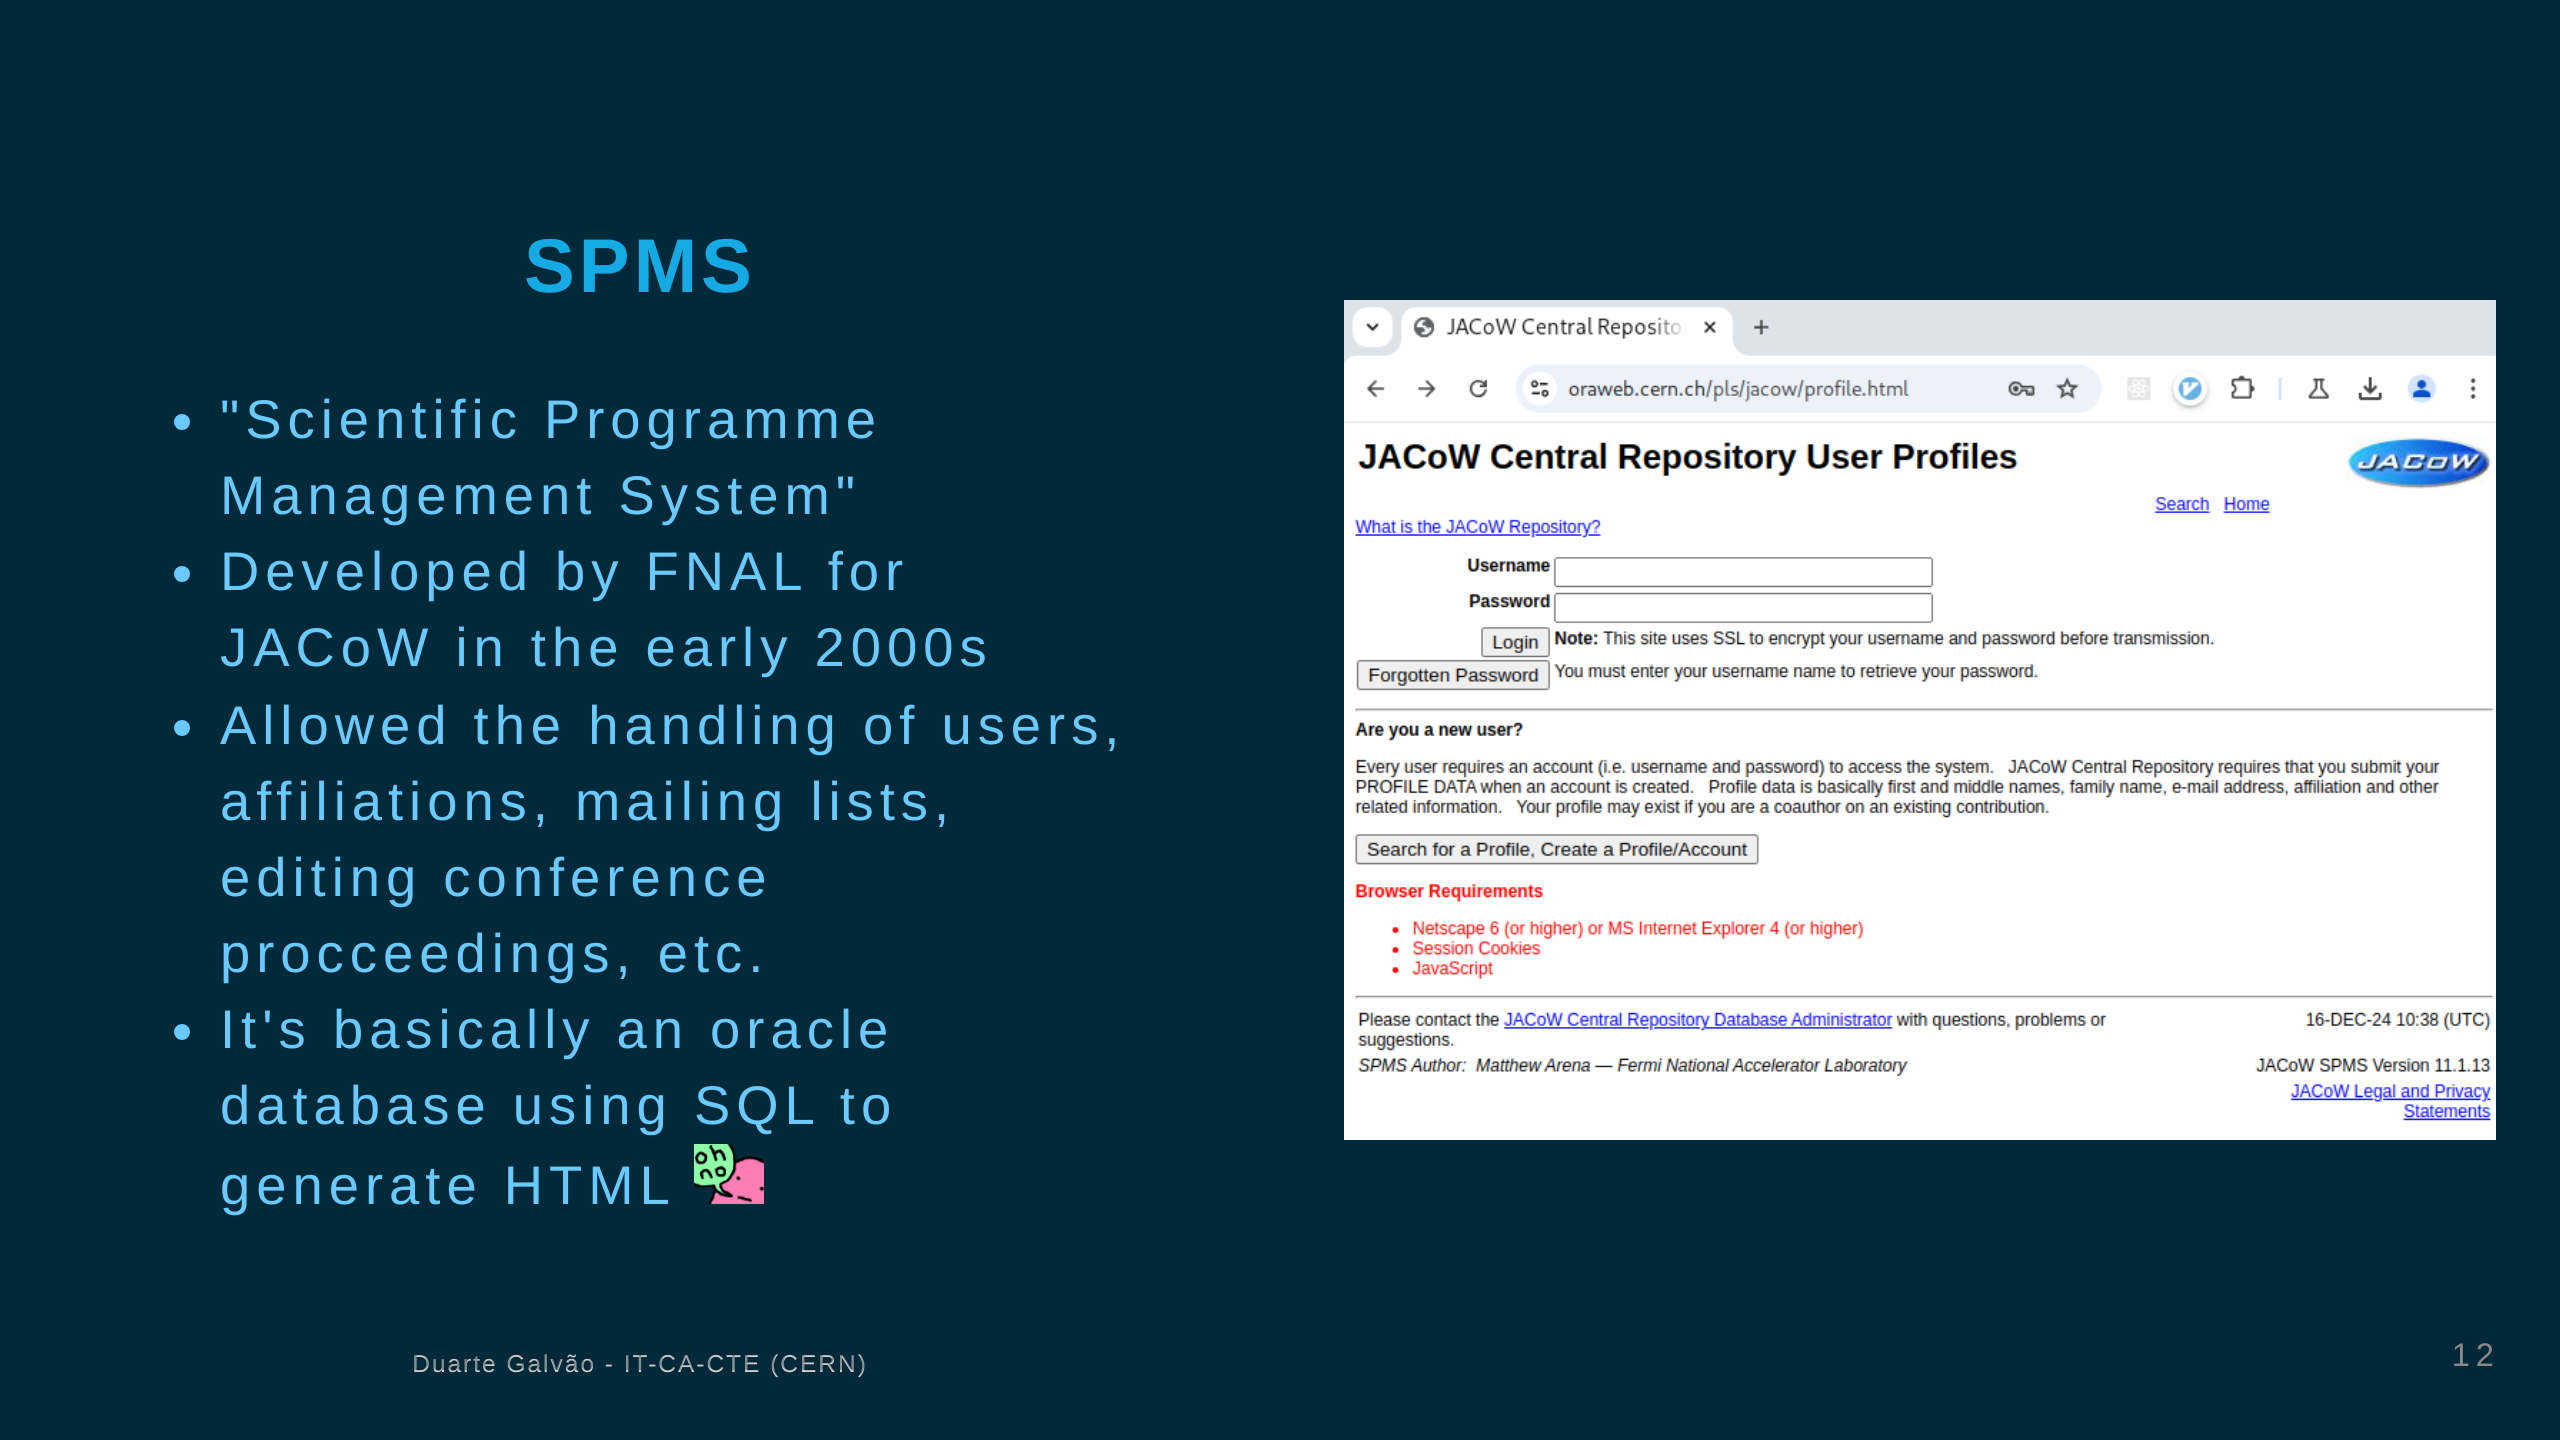 SPMS
"Scientific Programme
Management System"
Developed by FNAL for
JACoW in the early 2000s
Allowed the handling of users,
affiliations, mailing lists,
editing conference
procceedings, etc.
It's basically an oracle
database using SQL to
generate HTML
oh
no
JACoW Central Reposito
oraweb.cern.ch/pls/jacow/profile.html
JACoW Central Repository User Profiles
JACoW
Search Home
What is the JACoW Repository?
Username
Password
Login Note: This site uses SSL to encrypt your username and password before transmission.
Forgotten Password You must enter your username name to retrieve your password.
Are you a new user?
Every user requires an account (i.e. username and password) to access the system. JACoW Central Repository requires that you submit your
PROFILE DATA when an account is created. Profile data is basically first and middle names, family name, e-mail address, affiliation and other
related information. Your profile may exist if you are a coauthor on an existing contribution.
Search for a Profile, Create a Profile/Account
Browser Requirements
Netscape 6 (or higher) or MS Internet Explorer 4 (or higher)
Session Cookies
JavaScript
Please contact the JACoW Central Repository Database Administrator with questions, problems or
suggestions.
16-DEC-24 10:38 (UTC)
SPMS Author: Matthew Arena — Fermi National Accelerator Laboratory
JACoW SPMS Version 11.1.13
JACoW Legal and Privacy
Statements
Duarte Galvão - IT-CA-CTE (CERN)
12